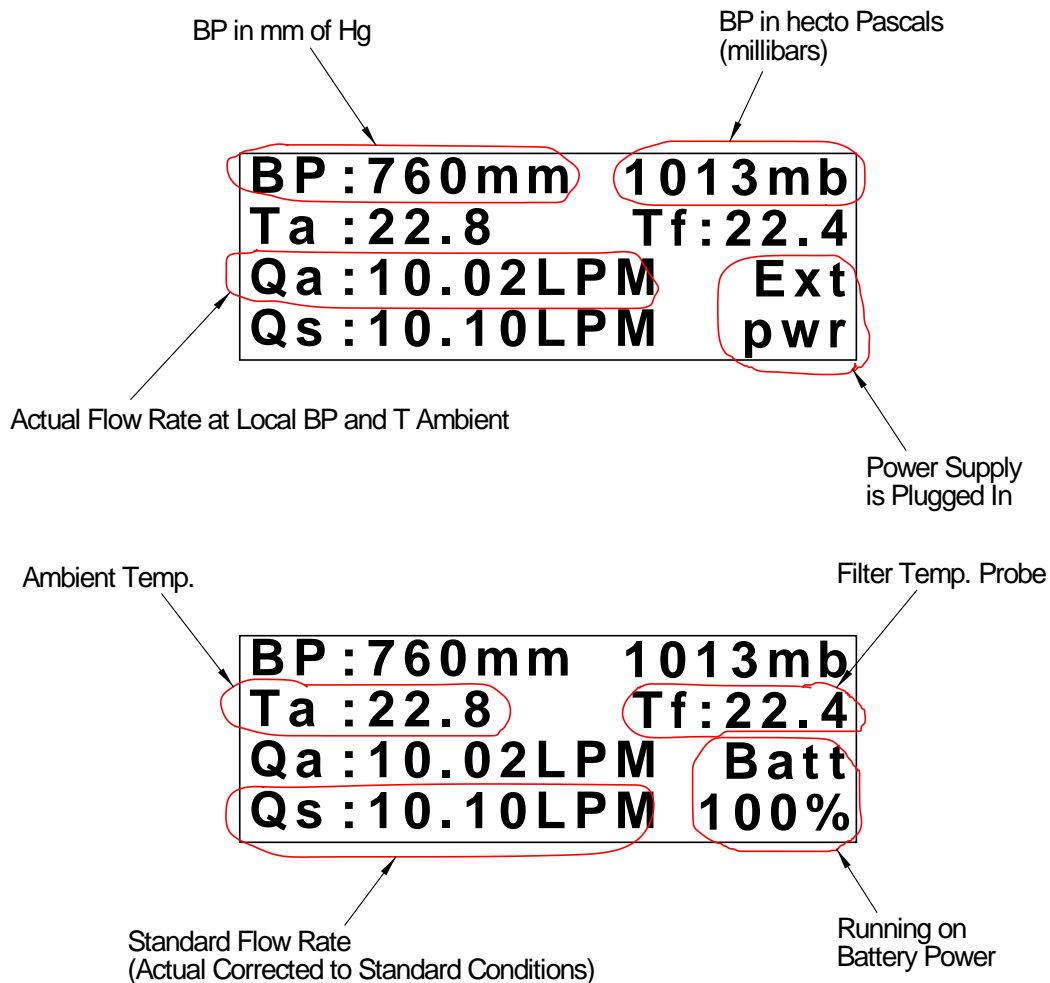 BP in mm of Hg
BP in hecto Pascals
(millibars)
BP:760mm 1013mb
Ta :22.8 Tf:22.4
Qa:10.02LPM Ext
Qs:10.10LPM pwr
Actual Flow Rate at Local BP and T Ambient
Power Supply
is Plugged In
Ambient Temp.
Filter Temp. Probe
BP:760mm 1013mb
Ta :22.8 Tf:22.4
Qa:10.02LPM Batt
Qs:10.10LPM 100%
Standard Flow Rate
(Actual Corrected to Standard Conditions)
Running on
Battery Power